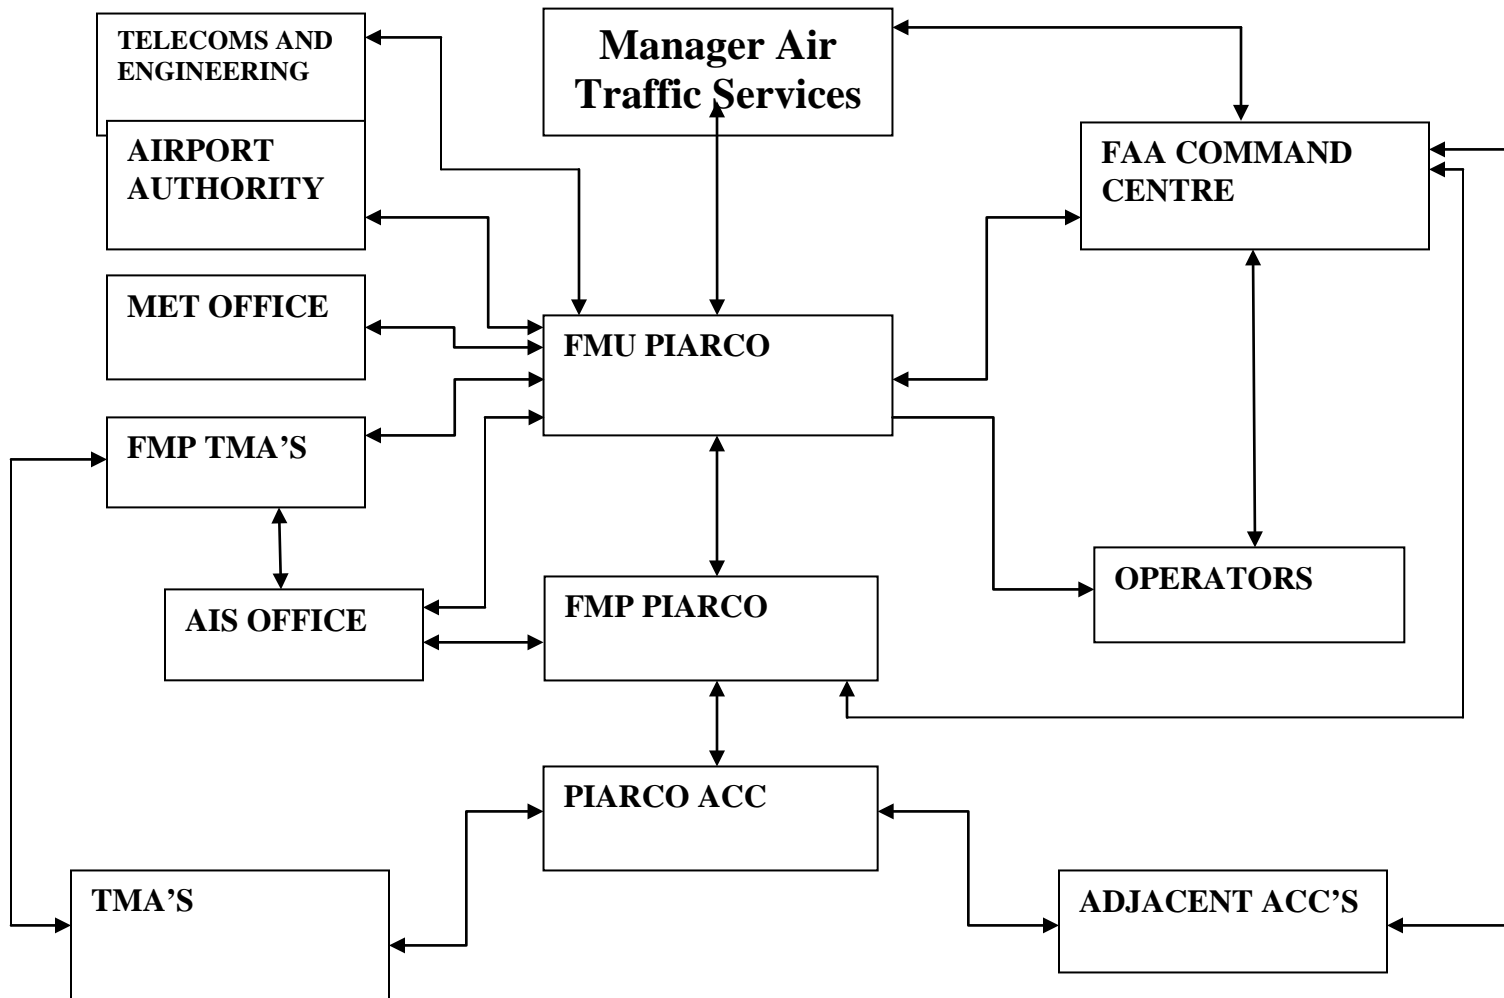 TELECOMS AND
ENGINEERING
Manager Air
Traffic Services
AIRPORT
AUTHORITY
FAA COMMAND
CENTRE
MET OFFICE
FMU PIARCO
FMP TMA’S
AIS OFFICE
FMP PIARCO
OPERATORS
PIARCO ACC
TMA’S
ADJACENT ACC’S